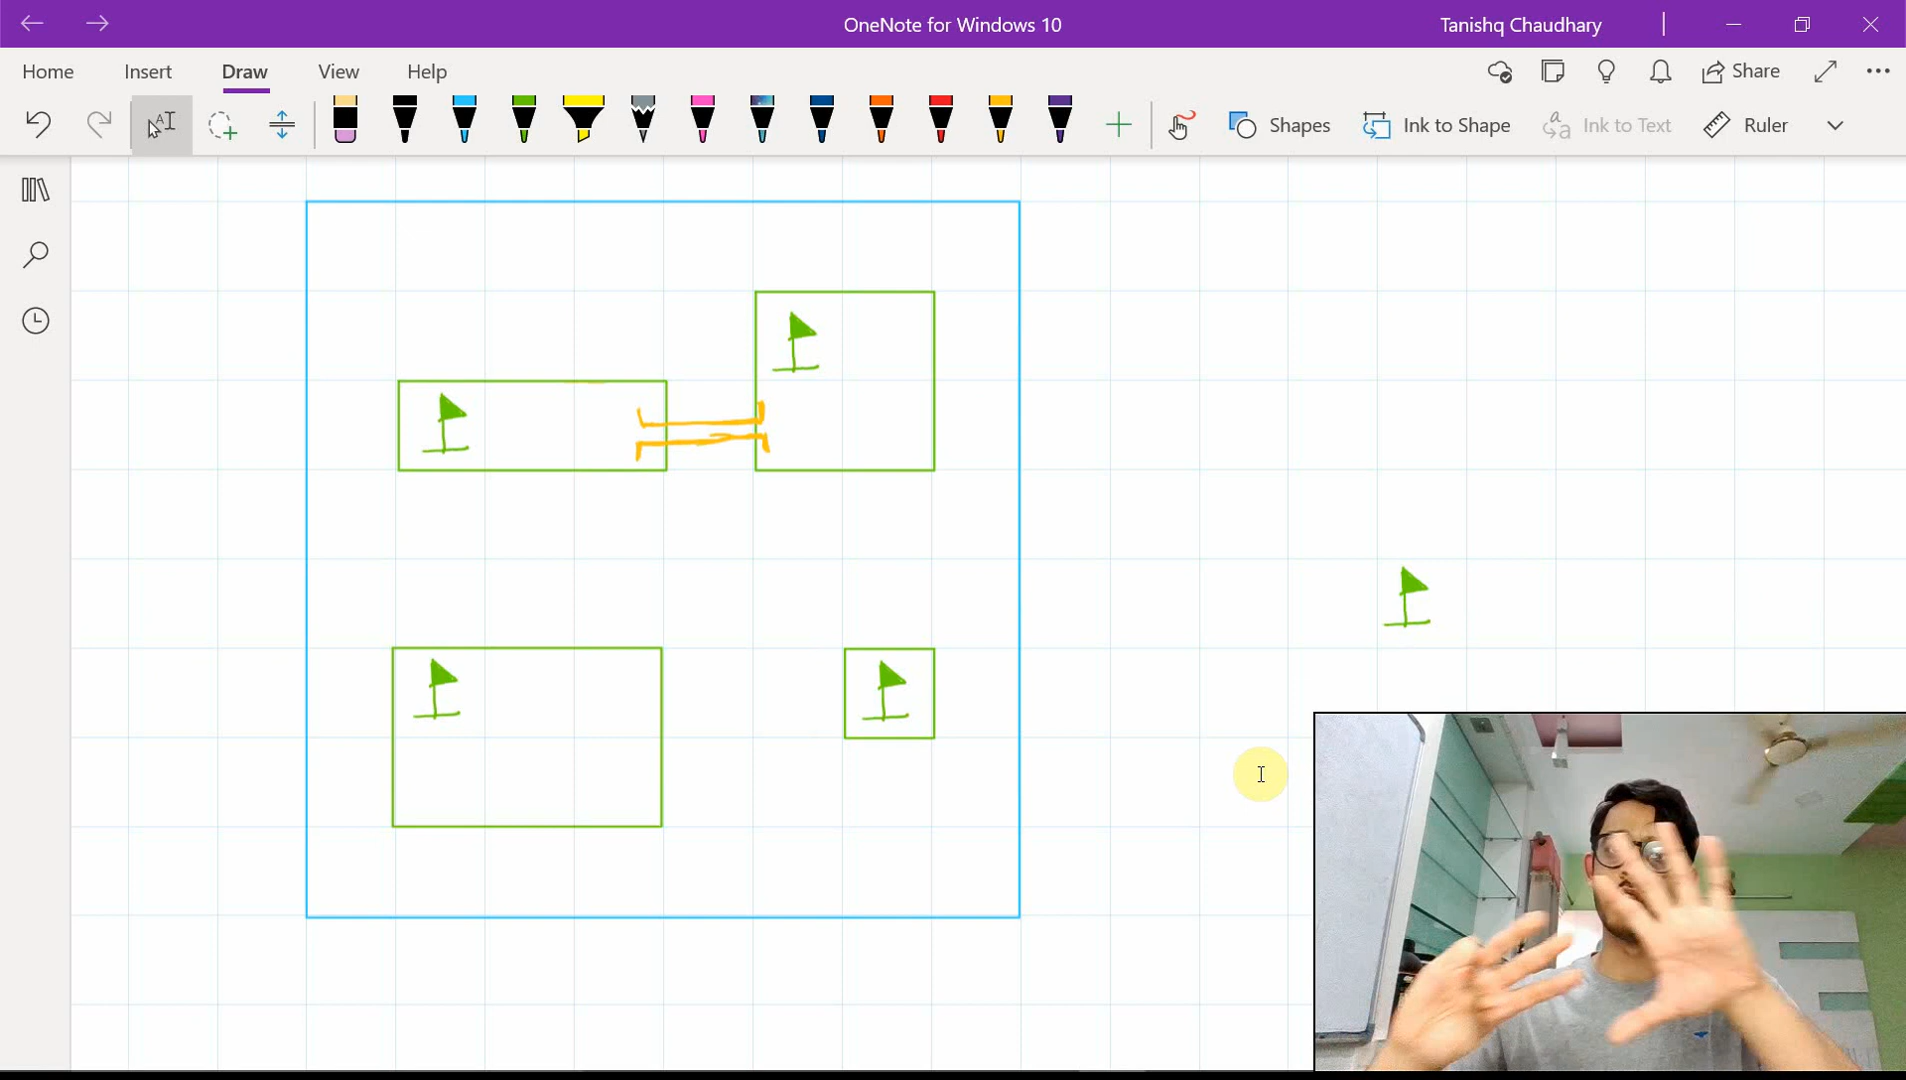 OneNote for Windows 10
Tanishq Chaudhary
Home Insert Draw View Help
Share
Shapes
Ink to Shape
Ink to Text
Ruler